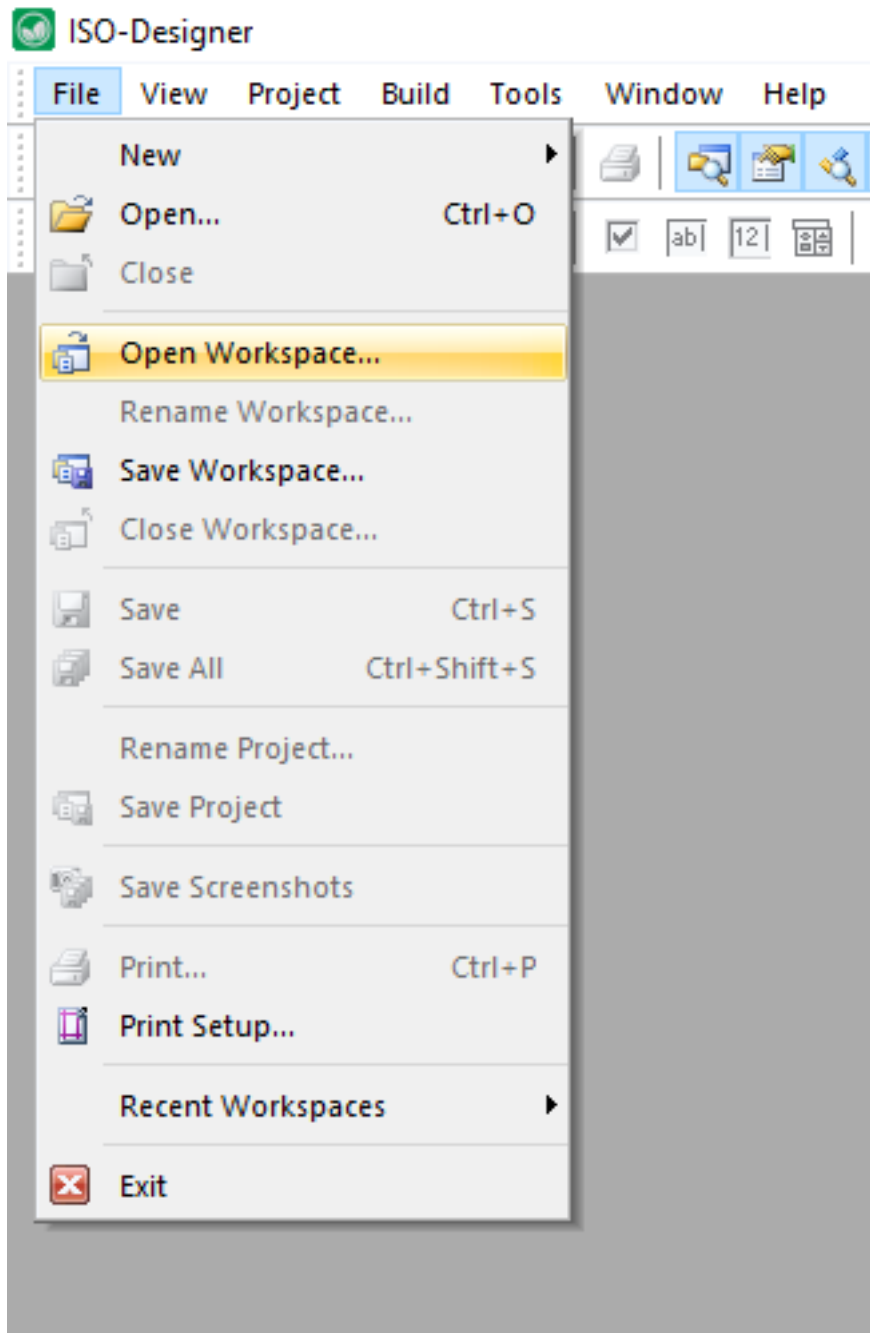 ISO-Designer
File View Project Build Tools Window Help
New
Open... Ctrl+O
Close
Open Workspace...
Rename Workspace...
Save Workspace...
Close Workspace...
Save Ctrl+S
Save All Ctrl+Shift+S
Rename Project...
Save Project
Save Screenshots
Print... Ctrl+P
Print Setup...
Recent Workspaces
Exit
ab
12